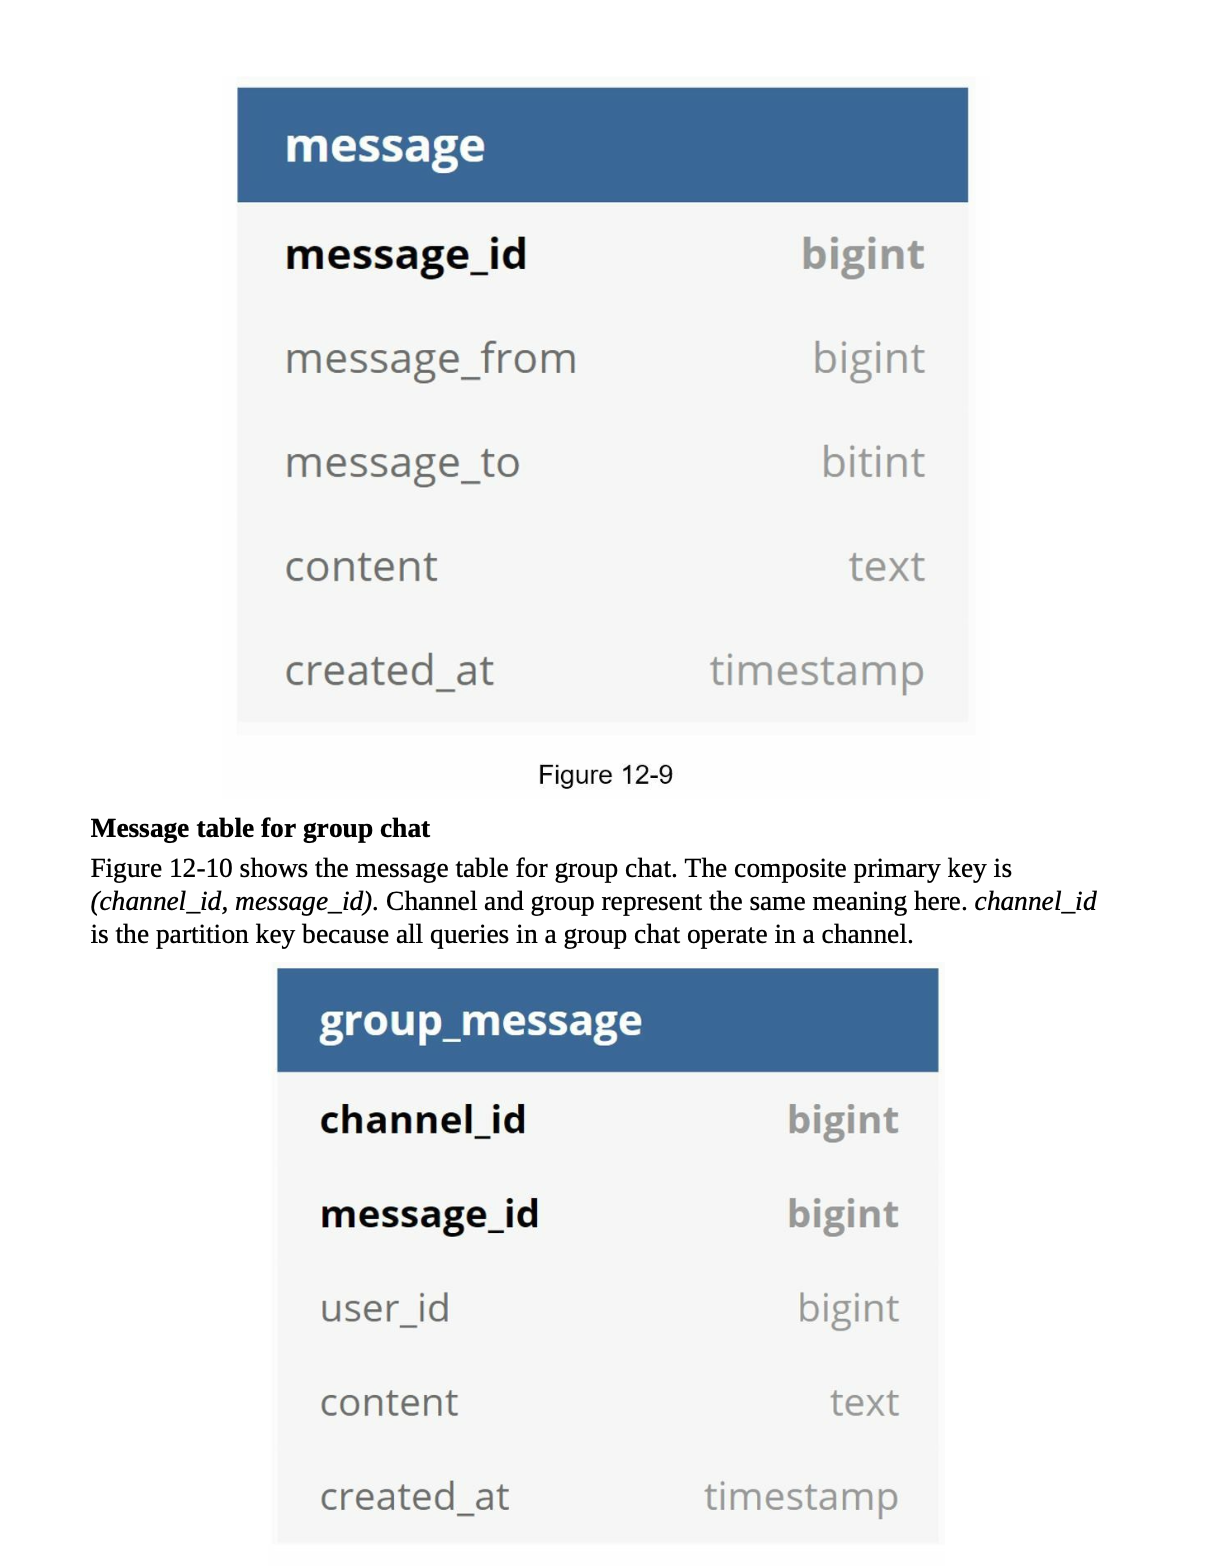 message
message_id bigint
message_from bigint
message_to bitint
content text
created_at timestamp
Figure 12-9
Message table for group chat
Figure 12-10 shows the message table for group chat. The composite primary key is
(channel_id, message_id). Channel and group represent the same meaning here. channel_id
is the partition key because all queries in a group chat operate in a channel.
group_message
channel_id bigint
message_id bigint
user_id bigint
content text
created_at timestamp